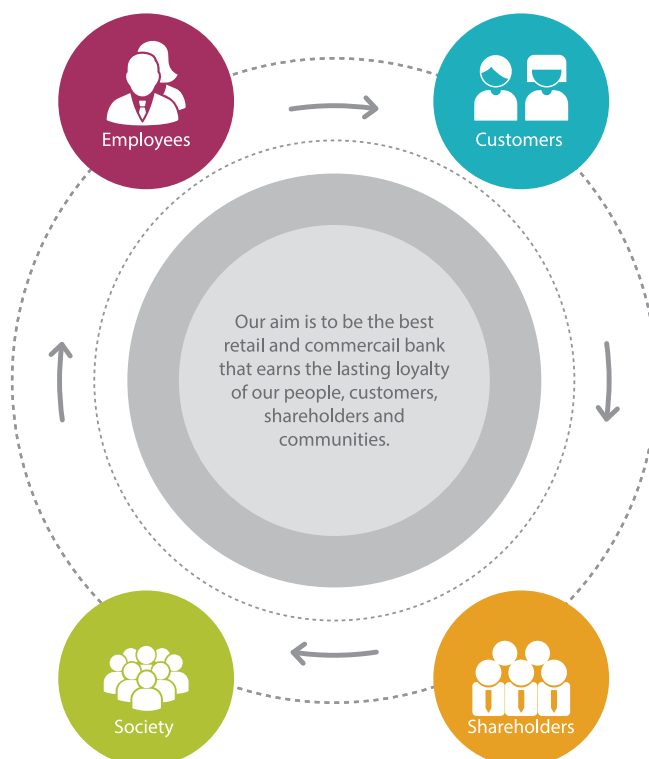 Employees
Customers
Our aim is to be the best
retail and commercail bank
that earns the lasting loyalty
of our people, customers,
shareholders and
communities.
Society
Shareholders